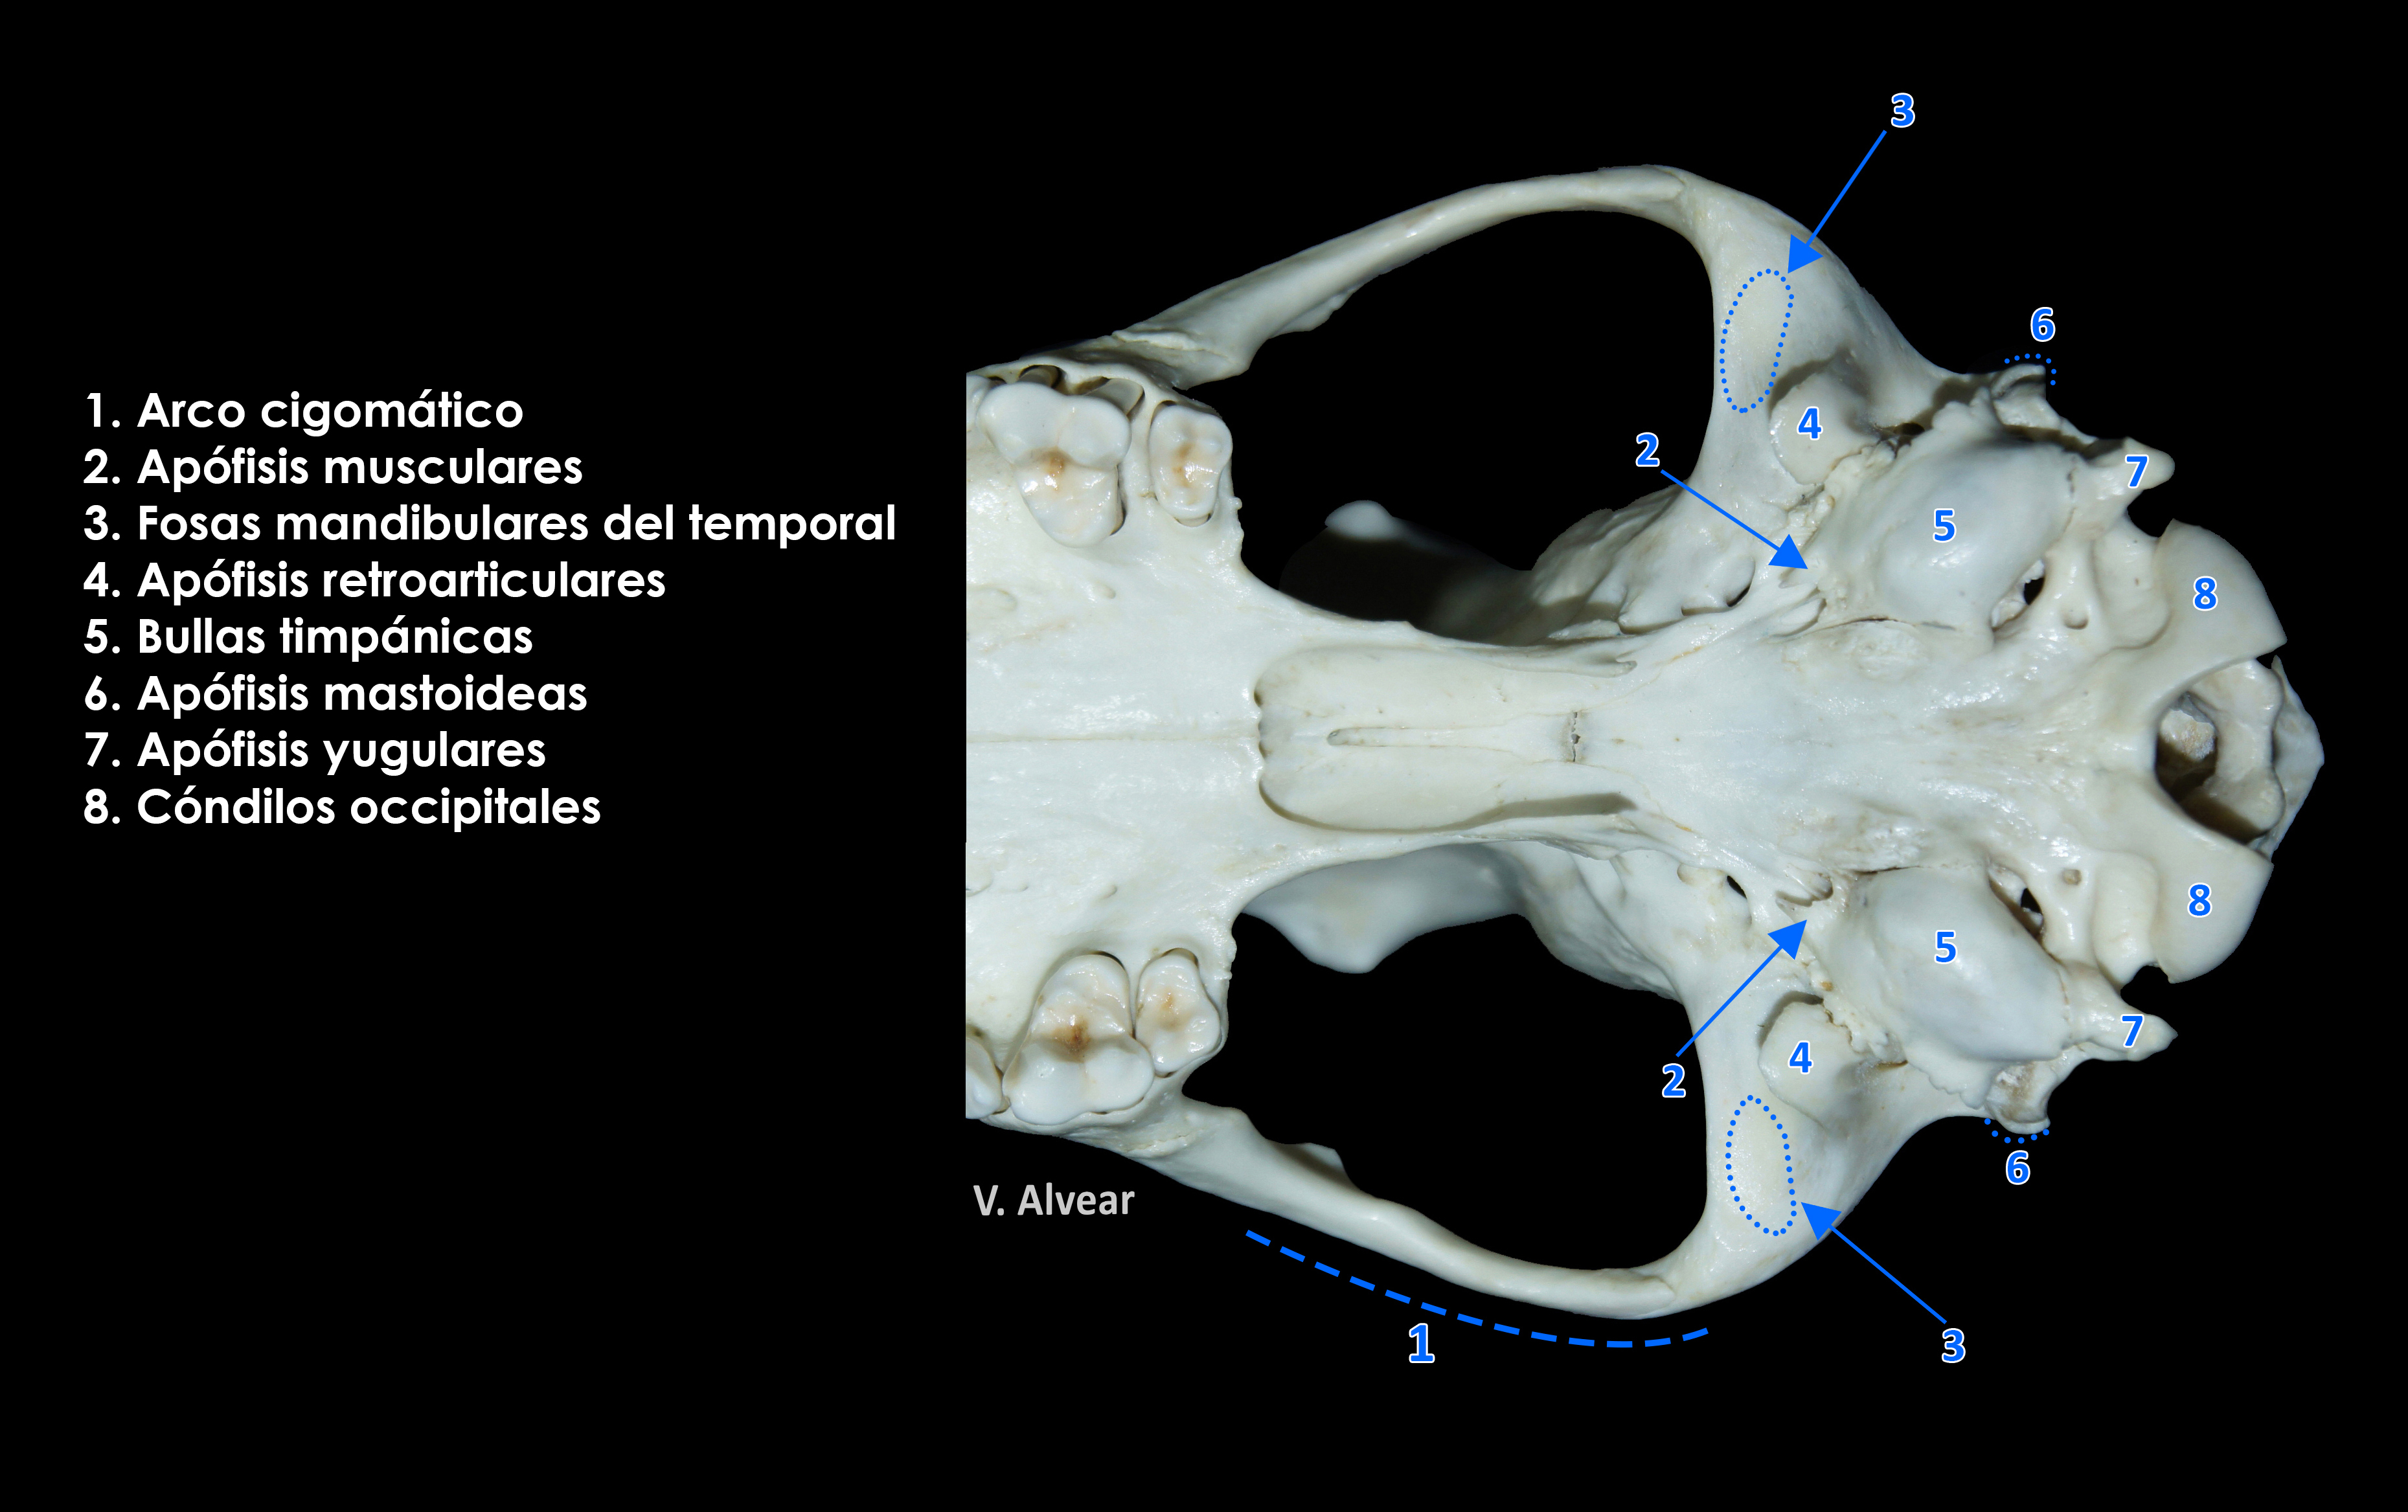 1. Arco cigomático
2. Apófisis musculares
3. Fosas mandibulares del temporal
4. Apófisis retroarticulares
5. Bullas timpánicas
6. Apófisis mastoideas
7. Apófisis yugulares
8. Cóndilos occipitales
3
6
2
4
7
5
8
8
5
7
4
2
6
V. Alvear
1
3